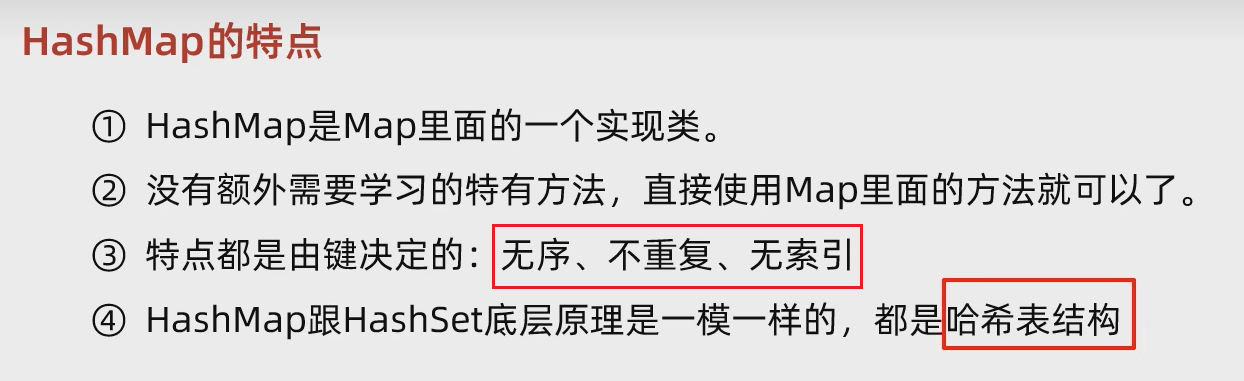 HashMap的特点
① HashMap是Map里面的一个实现类。
② 没有额外需要学习的特有方法，直接使用Map里面的方法就可以了。
③ 特点都是由键决定的：无序、不重复、无索引
④ HashMap跟HashSet底层原理是一模一样的，都是哈希表结构